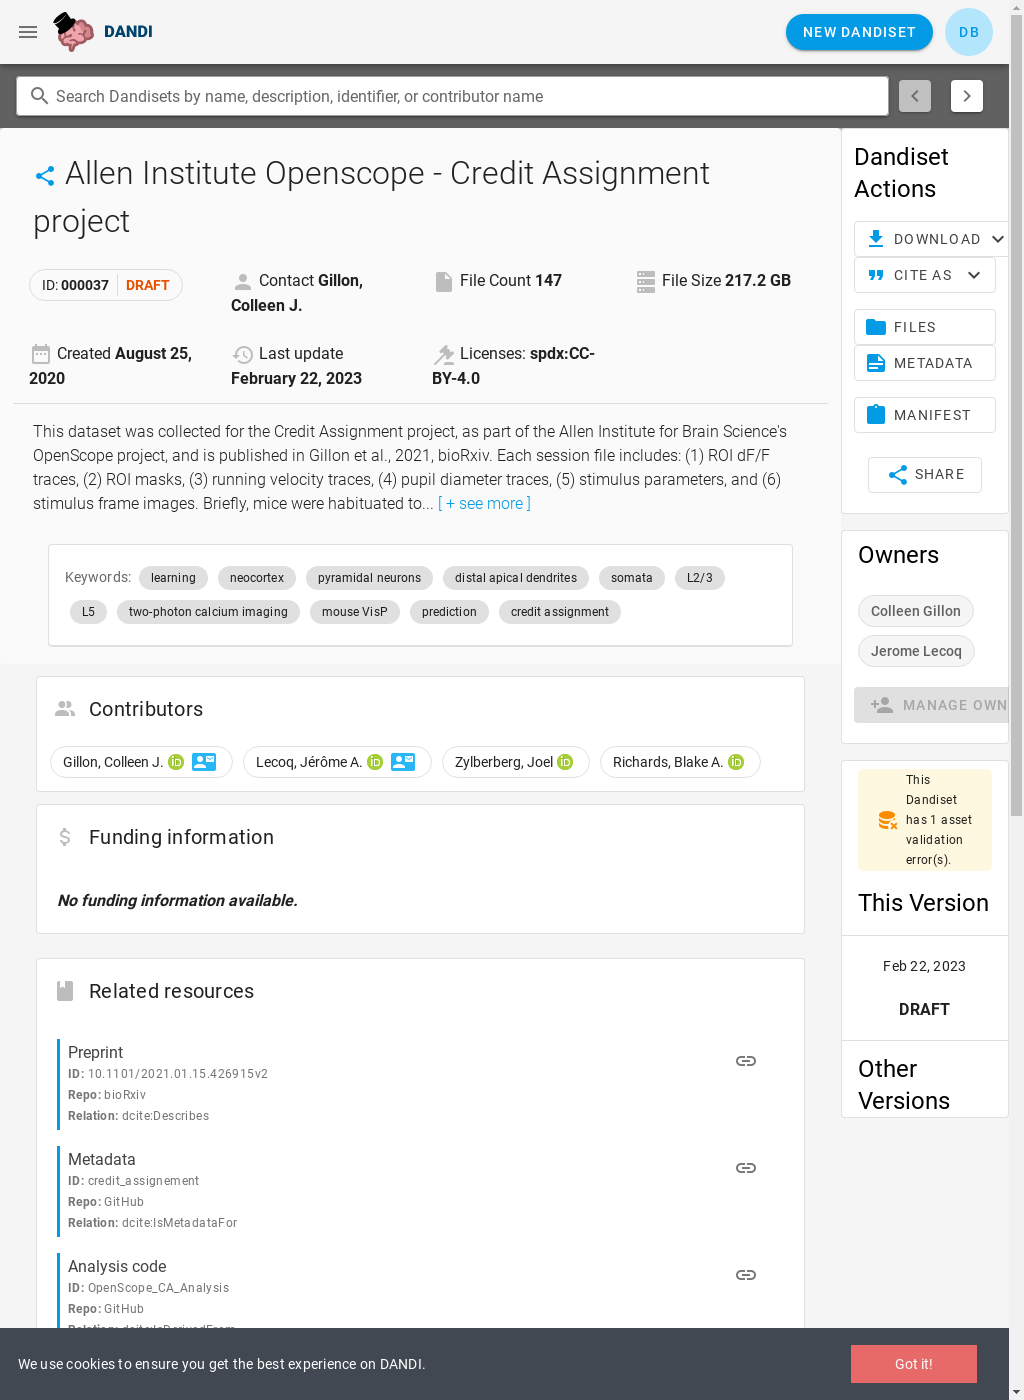 DANDI
NEW DANDISET
DB
Search Dandisets by name, description, identifier, or contributor name
Allen Institute Openscope - Credit Assignment
project
ID: 000037 DRAFT
Contact Gillon,
Colleen J.
File Count 147
File Size 217.2 GB
Created August 25,
2020
Last update
February 22, 2023
Licenses: spdx:CC-
BY-4.0
This dataset was collected for the Credit Assignment project, as part of the Allen Institute for Brain Science's
OpenScope project, and is published in Gillon et al., 2021, bioRxiv. Each session file includes: (1) ROI dF/F
traces, (2) ROI masks, (3) running velocity traces, (4) pupil diameter traces, (5) stimulus parameters, and (6)
stimulus frame images. Briefly, mice were habituated to... [ + see more ]
Keywords: learning neocortex pyramidal neurons distal apical dendrites somata L2/3
L5 two-photon calcium imaging mouse VisP prediction credit assignment
Contributors
Gillon, Colleen J. iD Lecoq, Jérôme A. iD Zylberberg, Joel iD Richards, Blake A. iD
Funding information
No funding information available.
Related resources
Preprint
ID: 10.1101/2021.01.15.426915v2
Repo: bioRxiv
Relation: dcite:Describes
Metadata
ID: credit_assignement
Repo: GitHub
Relation: dcite:IsMetadataFor
Analysis code
ID: OpenScope_CA_Analysis
Repo: GitHub
Relation: dcite:IsDerivedFrom
Dandiset
Actions
DOWNLOAD
CITE AS
FILES
METADATA
MANIFEST
SHARE
Owners
Colleen Gillon
Jerome Lecoq
MANAGE OWN
This
Dandiset
has 1 asset
validation
error(s).
This Version
Feb 22, 2023
DRAFT
Other
Versions
We use cookies to ensure you get the best experience on DANDI.
Got it!